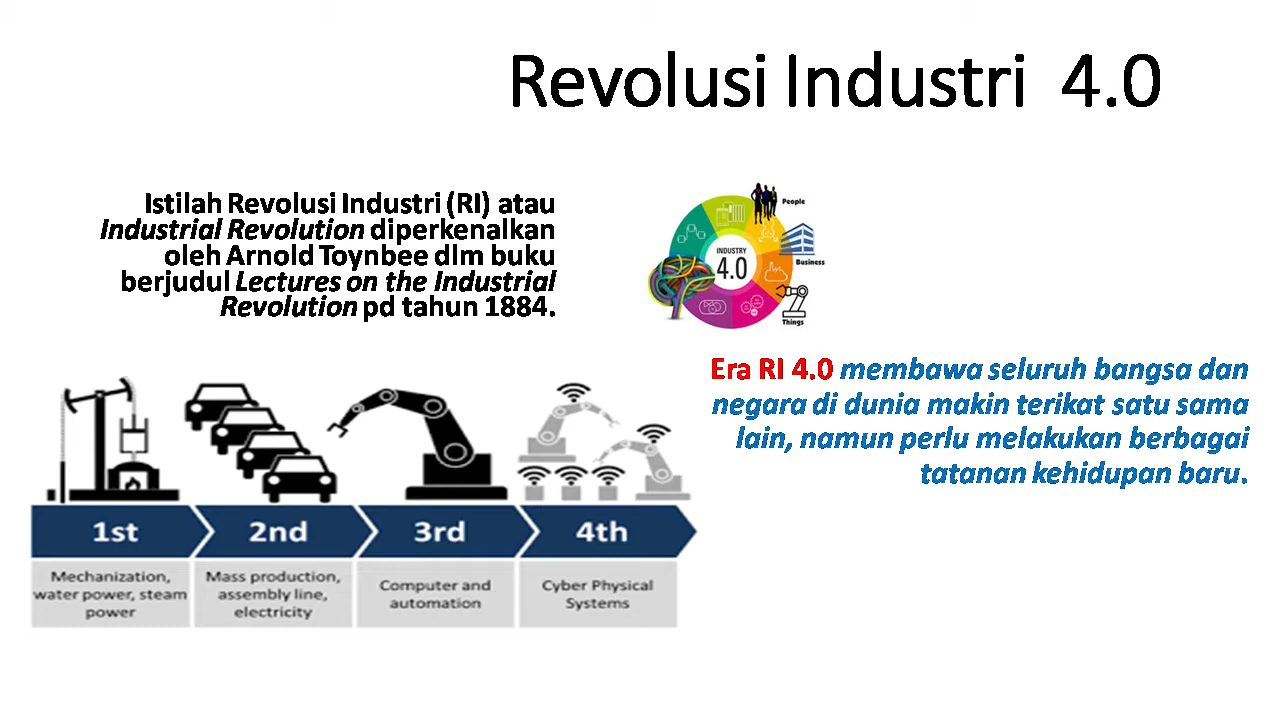 Revolusi Industri 4.0
Istilah Revolusi Industri (RI) atau
Industrial Revolution diperkenalkan
oleh Arnold Toynbee dlm buku
berjudul Lectures on the Industrial
Revolution pd tahun 1884.
People
Business
Things
INDUSTRY
4.0
Era RI 4.0 membawa seluruh bangsa dan
negara di dunia makin terikat satu sama
lain, namun perlu melakukan berbagai
tatanan kehidupan baru.
1st
Mechanization,
water power, steam
power
2nd
Mass production,
assembly line,
electricity
3rd
Computer and
automation
4th
Cyber Physical
Systems